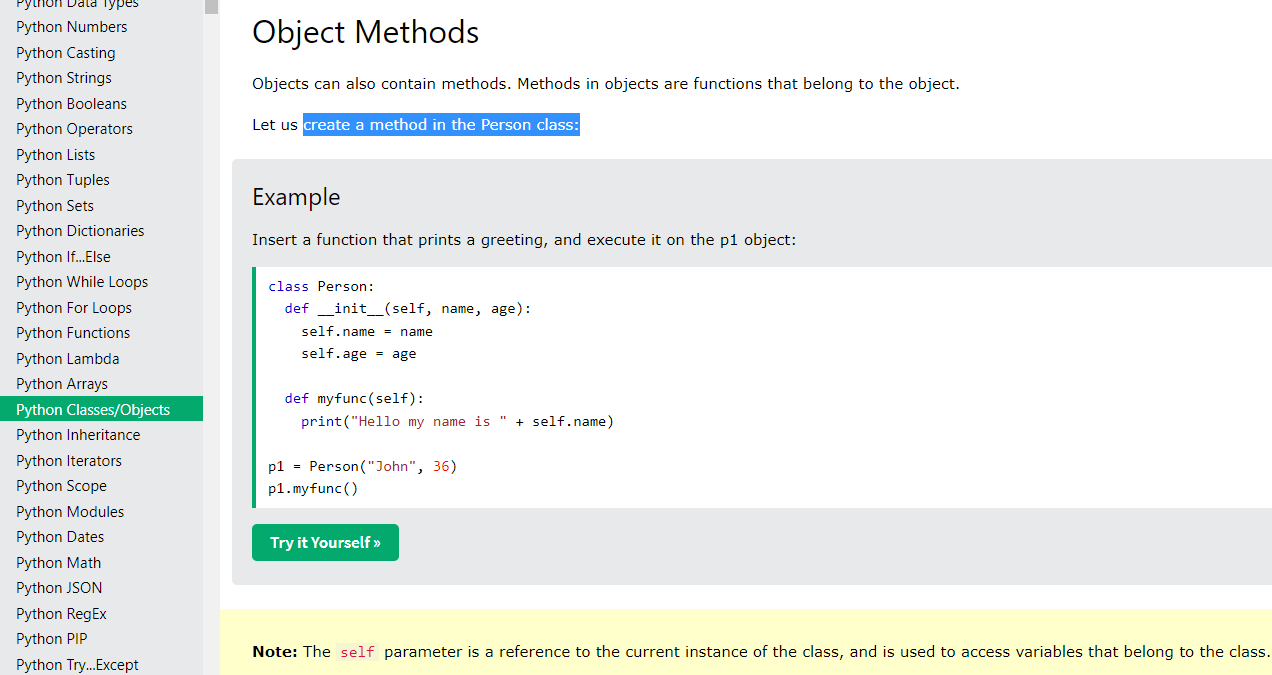 Python Data Types
Python Numbers
Python Casting
Python Strings
Python Booleans
Python Operators
Python Lists
Python Tuples
Python Sets
Python Dictionaries
Python If...Else
Python While Loops
Python For Loops
Python Functions
Python Lambda
Python Arrays
Python Classes/Objects
Python Inheritance
Python Iterators
Python Scope
Python Modules
Python Dates
Python Math
Python JSON
Python RegEx
Python PIP
Python Try...Except
Object Methods
Objects can also contain methods. Methods in objects are functions that belong to the object.
Let us create a method in the Person class:
Example
Insert a function that prints a greeting, and execute it on the p1 object:
class Person:
  def __init__(self, name, age):
    self.name = name
    self.age = age
  def myfunc(self):
    print("Hello my name is " + self.name)
p1 = Person("John", 36)
p1.myfunc()
Try it Yourself »
Note: The self parameter is a reference to the current instance of the class, and is used to access variables that belong to the class.